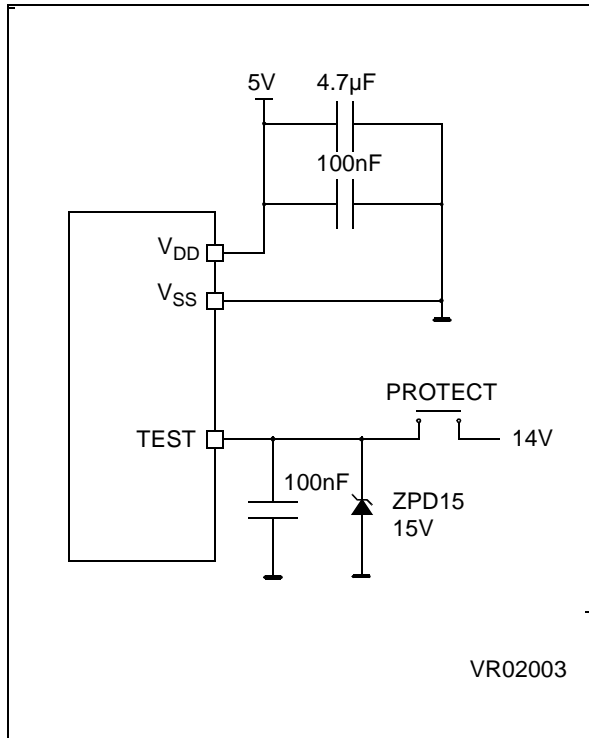 5V 4.7µF
100nF
VDD
VSS
PROTECT
TEST
14V
100nF
ZPD15
15V
VR02003